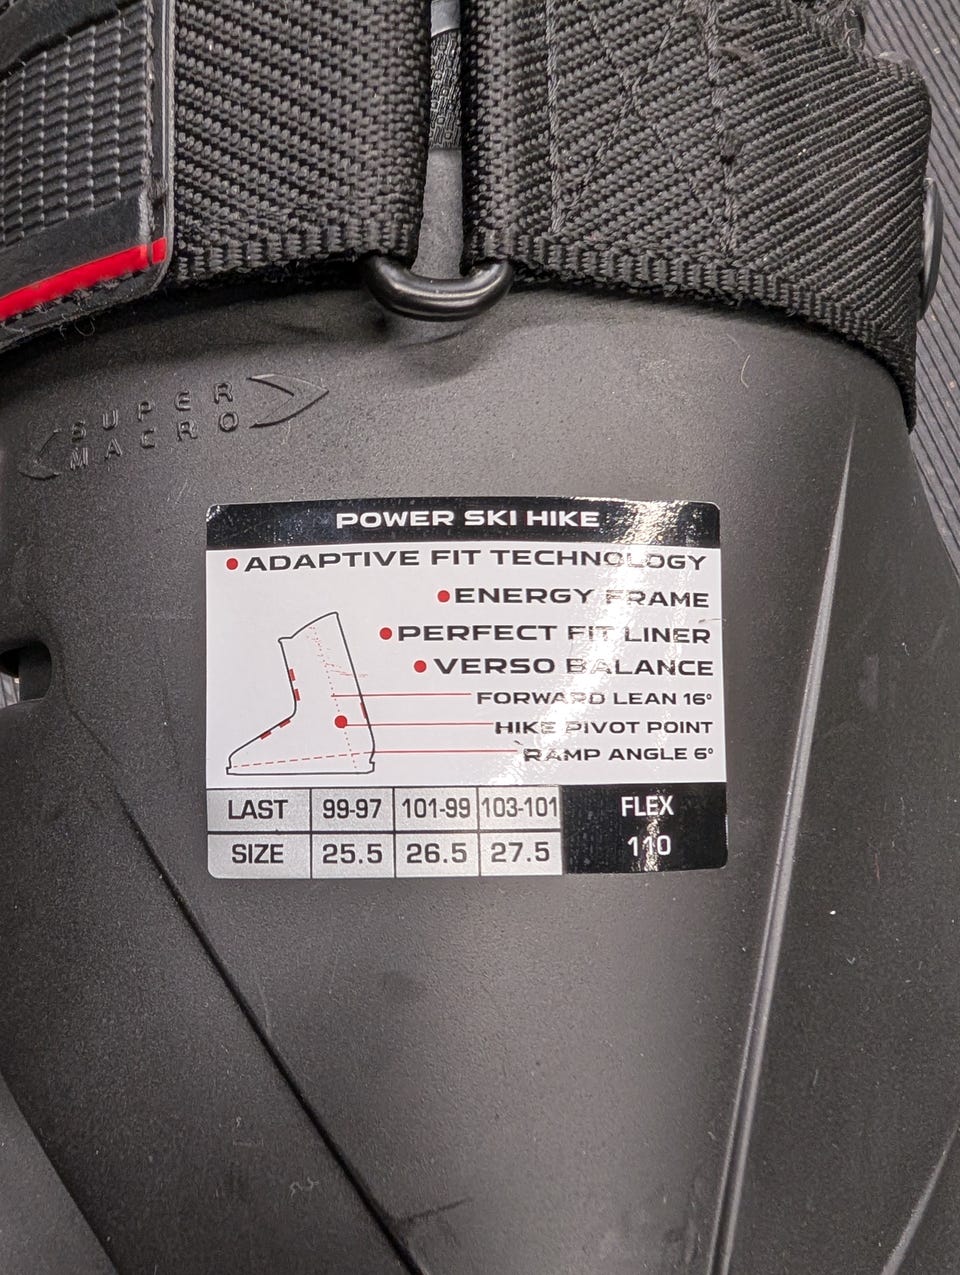 SUPER
MACRO
POWER SKI HIKE
ADAPTIVE FIT TECHNOLOGY
ENERGY FRAME
PERFECT FIT LINER
VERSO BALANCE
FORWARD LEAN 16°
HIKE PIVOT POINT
RAMP ANGLE 6°
LAST 99-97 101-99 103-101 FLEX
SIZE 25.5 26.5 27.5 110